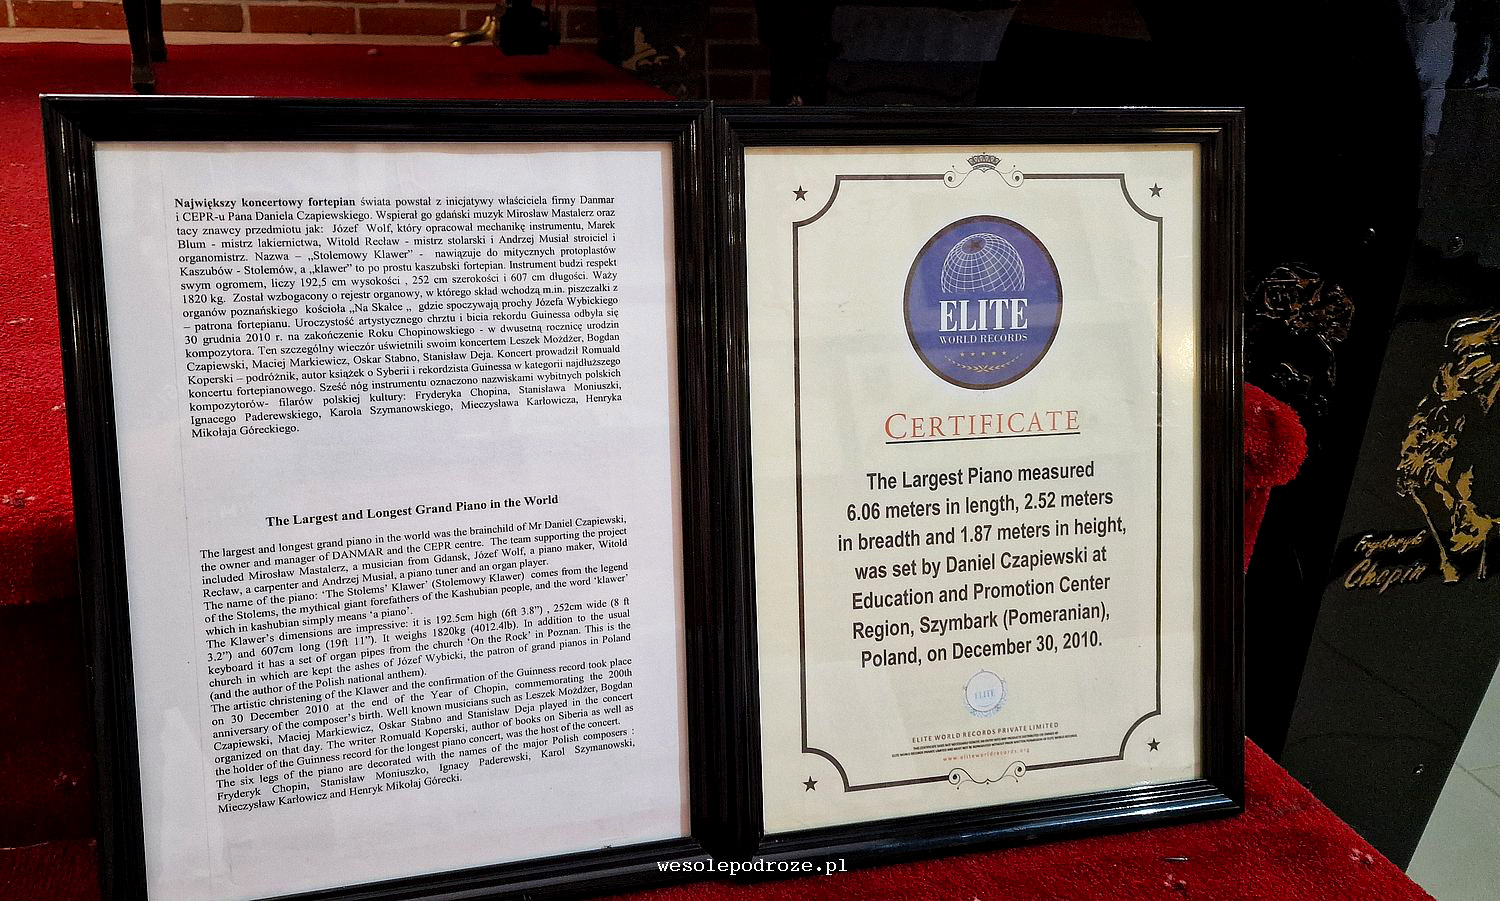 Największy koncertowy fortepian świata powstał z inicjatywy właściciela firmy Danmar
i CEPR-u Pana Daniela Czapiewskiego. Wspierał go gdański muzyk Mirosław Mastalerz oraz
tacy znawcy przedmiotu jak: Józef Wolf, który opracował mechanikę instrumentu, Marek
Blum - mistrz lakiernictwa, Witold Recław - mistrz stolarski i Andrzej Musiał stroiciel i
organomistrz. Nazwa – „Stolemowy Klawer” - nawiązuje do mitycznych protoplastów
Kaszubów - Stolemów, a „klawer” to po prostu kaszubski fortepian. Instrument budzi respekt
swym ogromem, liczy 192,5 cm wysokości , 252 cm szerokości i 607 cm długości. Waży
1820 kg. Został wzbogacony o rejestr organowy, w którego skład wchodzą m.in. piszczałki z
organów poznańskiego kościoła „Na Skałce „ gdzie spoczywają prochy Józefa Wybickiego
– patrona fortepianu. Uroczystość artystycznego chrztu i bicia rekordu Guinessa odbyła się
30 grudnia 2010 r. na zakończenie Roku Chopinowskiego - w dwusetną rocznicę urodzin
kompozytora. Ten szczególny wieczór uświetnili swoim koncertem Leszek Możdżer, Bogdan
Czapiewski, Maciej Markiewicz, Oskar Stabno, Stanisław Deja. Koncert prowadził Romuald
Koperski – podróżnik, autor książek o Syberii i rekordzista Guinessa w kategorii najdłuższego
koncertu fortepianowego. Sześć nóg instrumentu oznaczono nazwiskami wybitnych polskich
kompozytorów- filarów polskiej kultury: Fryderyka Chopina, Stanisława Moniuszki,
Ignacego Paderewskiego, Karola Szymanowskiego, Mieczysława Karłowicza, Henryka
Mikołaja Góreckiego.
The Largest and Longest Grand Piano in the World
The largest and longest grand piano in the world was the brainchild of Mr Daniel Czapiewski,
the owner and manager of DANMAR and the CEPR centre. The team supporting the project
included Mirosław Mastalerz, a musician from Gdansk, Józef Wolf, a piano maker, Witold
Recław, a carpenter and Andrzej Musiał, a piano tuner and an organ player.
The name of the piano: ‘The Stolems’ Klawer’ (Stolemowy Klawer) comes from the legend
of the Stolems, the mythical giant forefathers of the Kashubian people, and the word ‘klawer’
which in kashubian simply means ‘a piano’.
The Klawer’s dimensions are impressive: it is 192.5cm high (6ft 3.8”) , 252cm wide (8 ft
3.2”) and 607cm long (19ft 11”). It weighs 1820kg (4012.4lb). In addition to the usual
keyboard it has a set of organ pipes from the church ‘On the Rock’ in Poznan. This is the
church in which are kept the ashes of Józef Wybicki, the patron of grand pianos in Poland
(and the author of the Polish national anthem).
The artistic christening of the Klawer and the confirmation of the Guinness record took place
on 30 December 2010 at the end of the Year of Chopin, commemorating the 200th
anniversary of the composer’s birth. Well known musicians such as Leszek Możdżer, Bogdan
Czapiewski, Maciej Markiewicz, Oskar Stabno and Stanisław Deja played in the concert
organized on that day. The writer Romuald Koperski, author of books on Siberia as well as
the holder of the Guinness record for the longest piano concert, was the host of the concert.
The six legs of the piano are decorated with the names of the major Polish composers :
Fryderyk Chopin, Stanisław Moniuszko, Ignacy Paderewski, Karol Szymanowski,
Mieczysław Karłowicz and Henryk Mikołaj Górecki.
ELITE
WORLD RECORDS
CERTIFICATE
The Largest Piano measured
6.06 meters in length, 2.52 meters
in breadth and 1.87 meters in height,
was set by Daniel Czapiewski at
Education and Promotion Center
Region, Szymbark (Pomeranian),
Poland, on December 30, 2010.
ELITE
ELITE WORLD RECORDS PRIVATE LIMITED
www.eliteworldrecords.org
Fryderyk
Chopin
wesolepodroze.pl